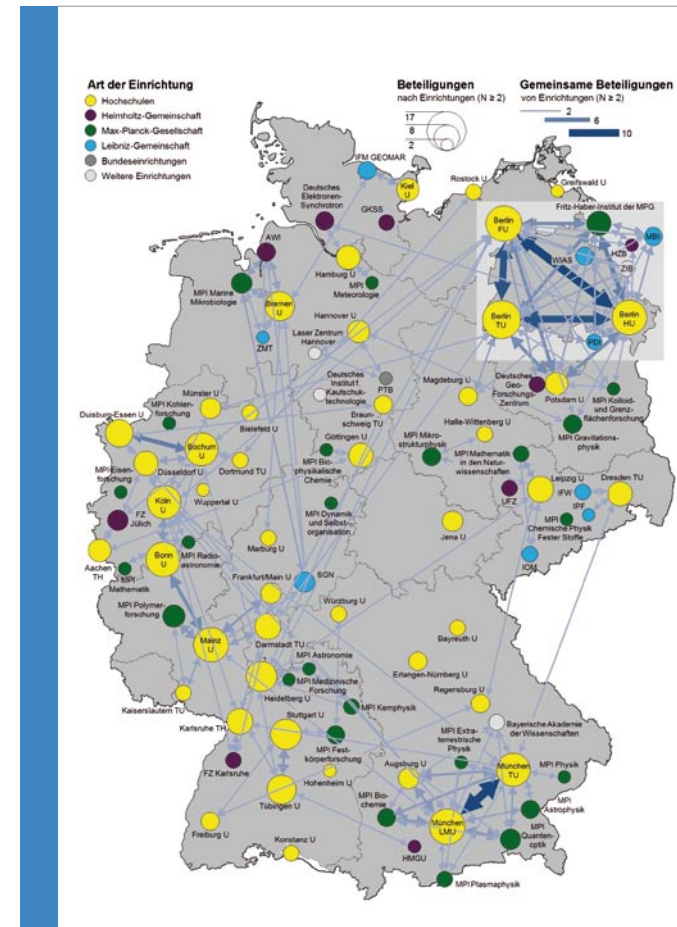 Art der Einrichtung
Hochschulen
Helmholtz-Gemeinschaft
Max-Planck-Gesellschaft
Leibniz-Gemeinschaft
Bundeseinrichtungen
Weitere Einrichtungen
Beteiligungen
nach Einrichtungen (N ≥ 2)
17
8
2
Gemeinsame Beteiligungen
von Einrichtungen (N ≥ 2)
2
6
10
IFM GEOMAR
Kiel
U
Rostock U
Greifswald U
Deutsches
Elektronen-
Synchrotron
GKSS
Fritz-Haber-Institut der MPG
Berlin
FU
MBI
WIAS
HZB
ZIB
Berlin
TU
Berlin
HU
PDI
AWI
Hamburg U
MPI Marine
Mikrobiologie
MPI
Meteorologie
Bremen
U
Hannover U
ZMT
Laser Zentrum
Hannover
Deutsches
Institut f.
Kautschuk-
technologie
PTB
Braun-
schweig TU
Magdeburg U
Deutsches
Geo-
Forschungs-
Zentrum
Potsdam U
MPI Kolloid-
und Grenz-
flächenforschung
MPI Gravitations-
physik
Münster U
MPI Kohlen-
forschung
Duisburg-Essen U
Bielefeld U
Bochum
U
Halle-Wittenberg U
Göttingen U
MPI Mikro-
strukturphysik
MPI Mathematik
in den Natur-
wissenschaften
MPI Bio-
physikalische
Chemie
MPI-Eisen-
forschung
Düsseldorf U
Dortmund TU
Leipzig U
Dresden TU
IFW
IPF
UFZ
Köln
U
Wuppertal U
FZ
Jülich
MPI Dynamik
und Selbst-
organisation
MPI
Chemische Physik
Fester Stoffe
Jena U
Marburg U
Aachen
TH
Bonn
U
MPI Radio-
astronomie
MPI
Mathematik
IOM
Frankfurt/Main U
SGN
Würzburg U
MPI Polymer-
forschung
Mainz
U
Darmstadt TU
Bayreuth U
MPI Astronomie
MPI Medizinische
Forschung
Erlangen-Nürnberg U
Kaiserslautern TU
Heidelberg U
Regensburg U
MPI Kernphysik
Karlsruhe TH
Stuttgart U
MPI Extra-
terrestrische
Physik
Bayerische Akademie
der Wissenschaften
MPI Fest-
körperforschung
FZ Karlsruhe
Augsburg U
München
TU
MPI Physik
Hohenheim U
MPI Bio-
chemie
MPI
Astrophysik
Tübingen U
München
LMU
MPI
Quanten-
optik
Freiburg U
Konstanz U
HMGU
MPI Plasmaphysik